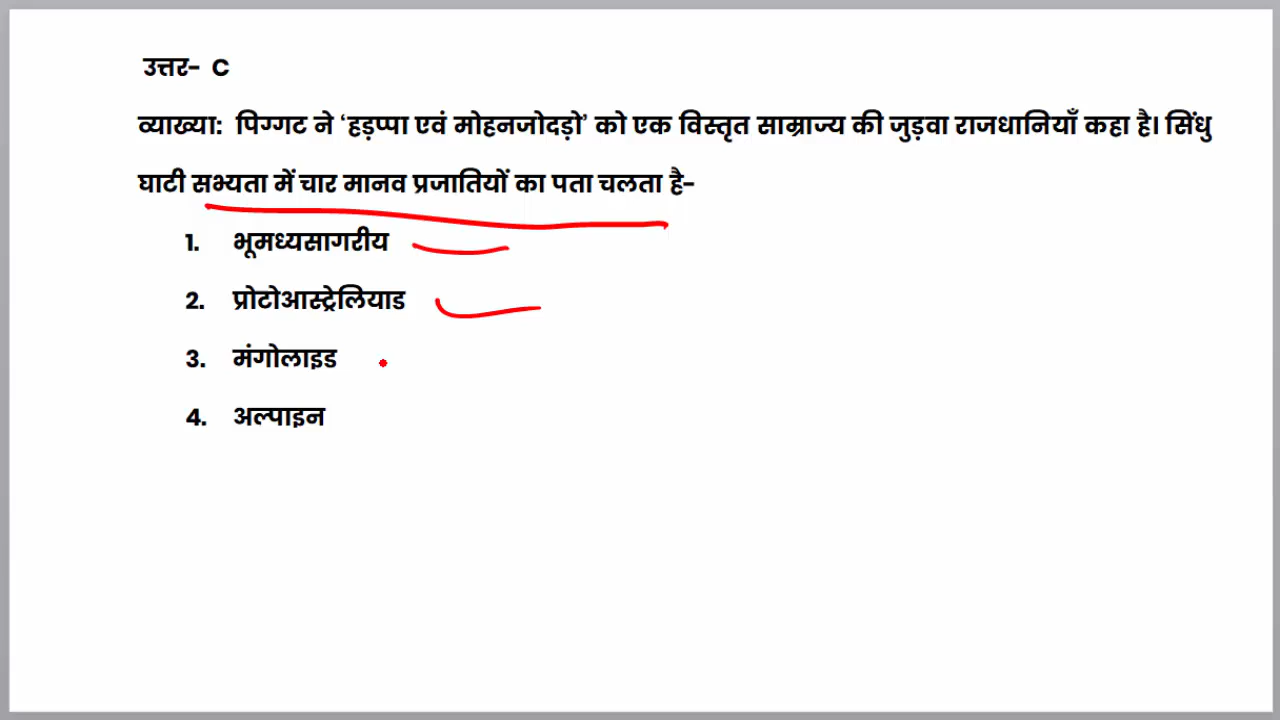 उत्तर- C
व्याख्या: पिग्गट ने ‘हड़प्पा एवं मोहनजोदड़ो’ को एक विस्तृत साम्राज्य की जुड़वा राजधानियाँ कहा है। सिंधु
घाटी सभ्यता में चार मानव प्रजातियों का पता चलता है-
1. भूमध्यसागरीय
2. प्रोटोआस्ट्रेलियाड
3. मंगोलाइड
4. अल्पाइन